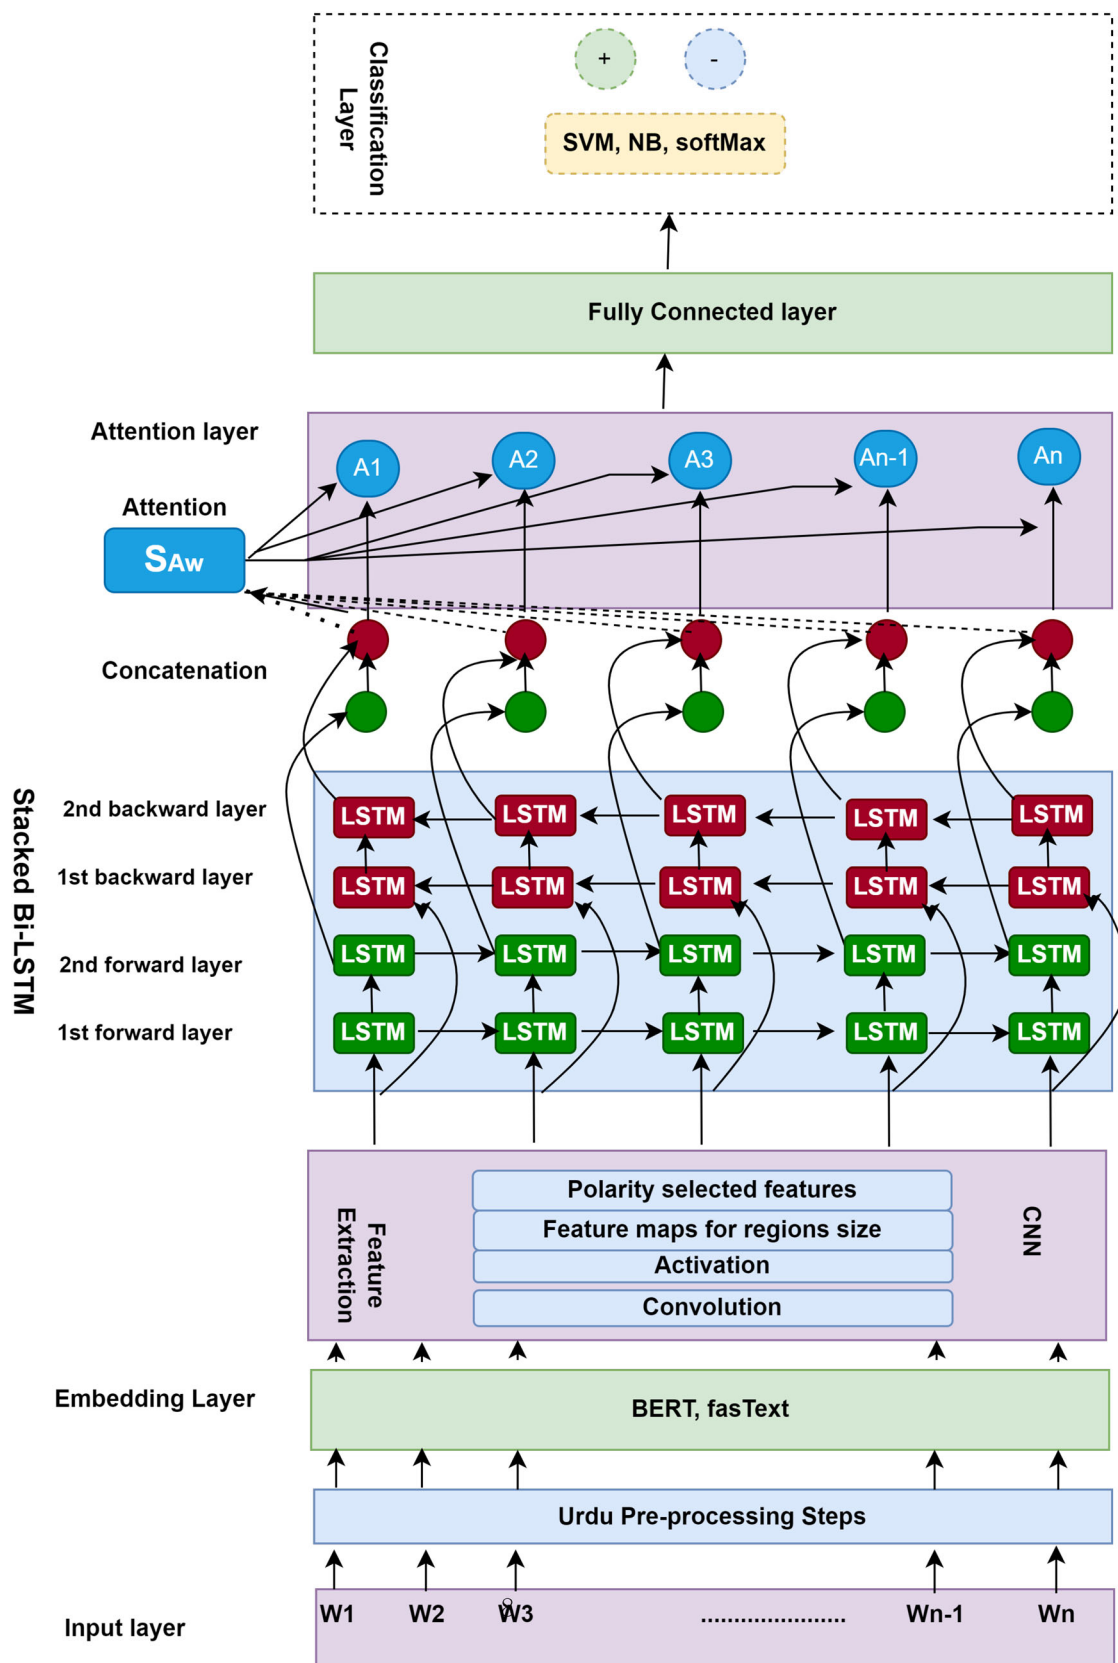 Classification
Layer
+
-
SVM, NB, softMax
Fully Connected layer
Attention layer
A1
A2
A3
An-1
An
Attention
SAw
Concatenation
Stacked Bi-LSTM
2nd backward layer
LSTM
LSTM
LSTM
LSTM
LSTM
1st backward layer
LSTM
LSTM
LSTM
LSTM
LSTM
2nd forward layer
LSTM
LSTM
LSTM
LSTM
LSTM
1st forward layer
LSTM
LSTM
LSTM
LSTM
LSTM
Feature
Extraction
Polarity selected features
Feature maps for regions size
Activation
Convolution
CNN
Embedding Layer
BERT, fasText
Urdu Pre-processing Steps
Input layer
W1
W2
W3
......................
Wn-1
Wn